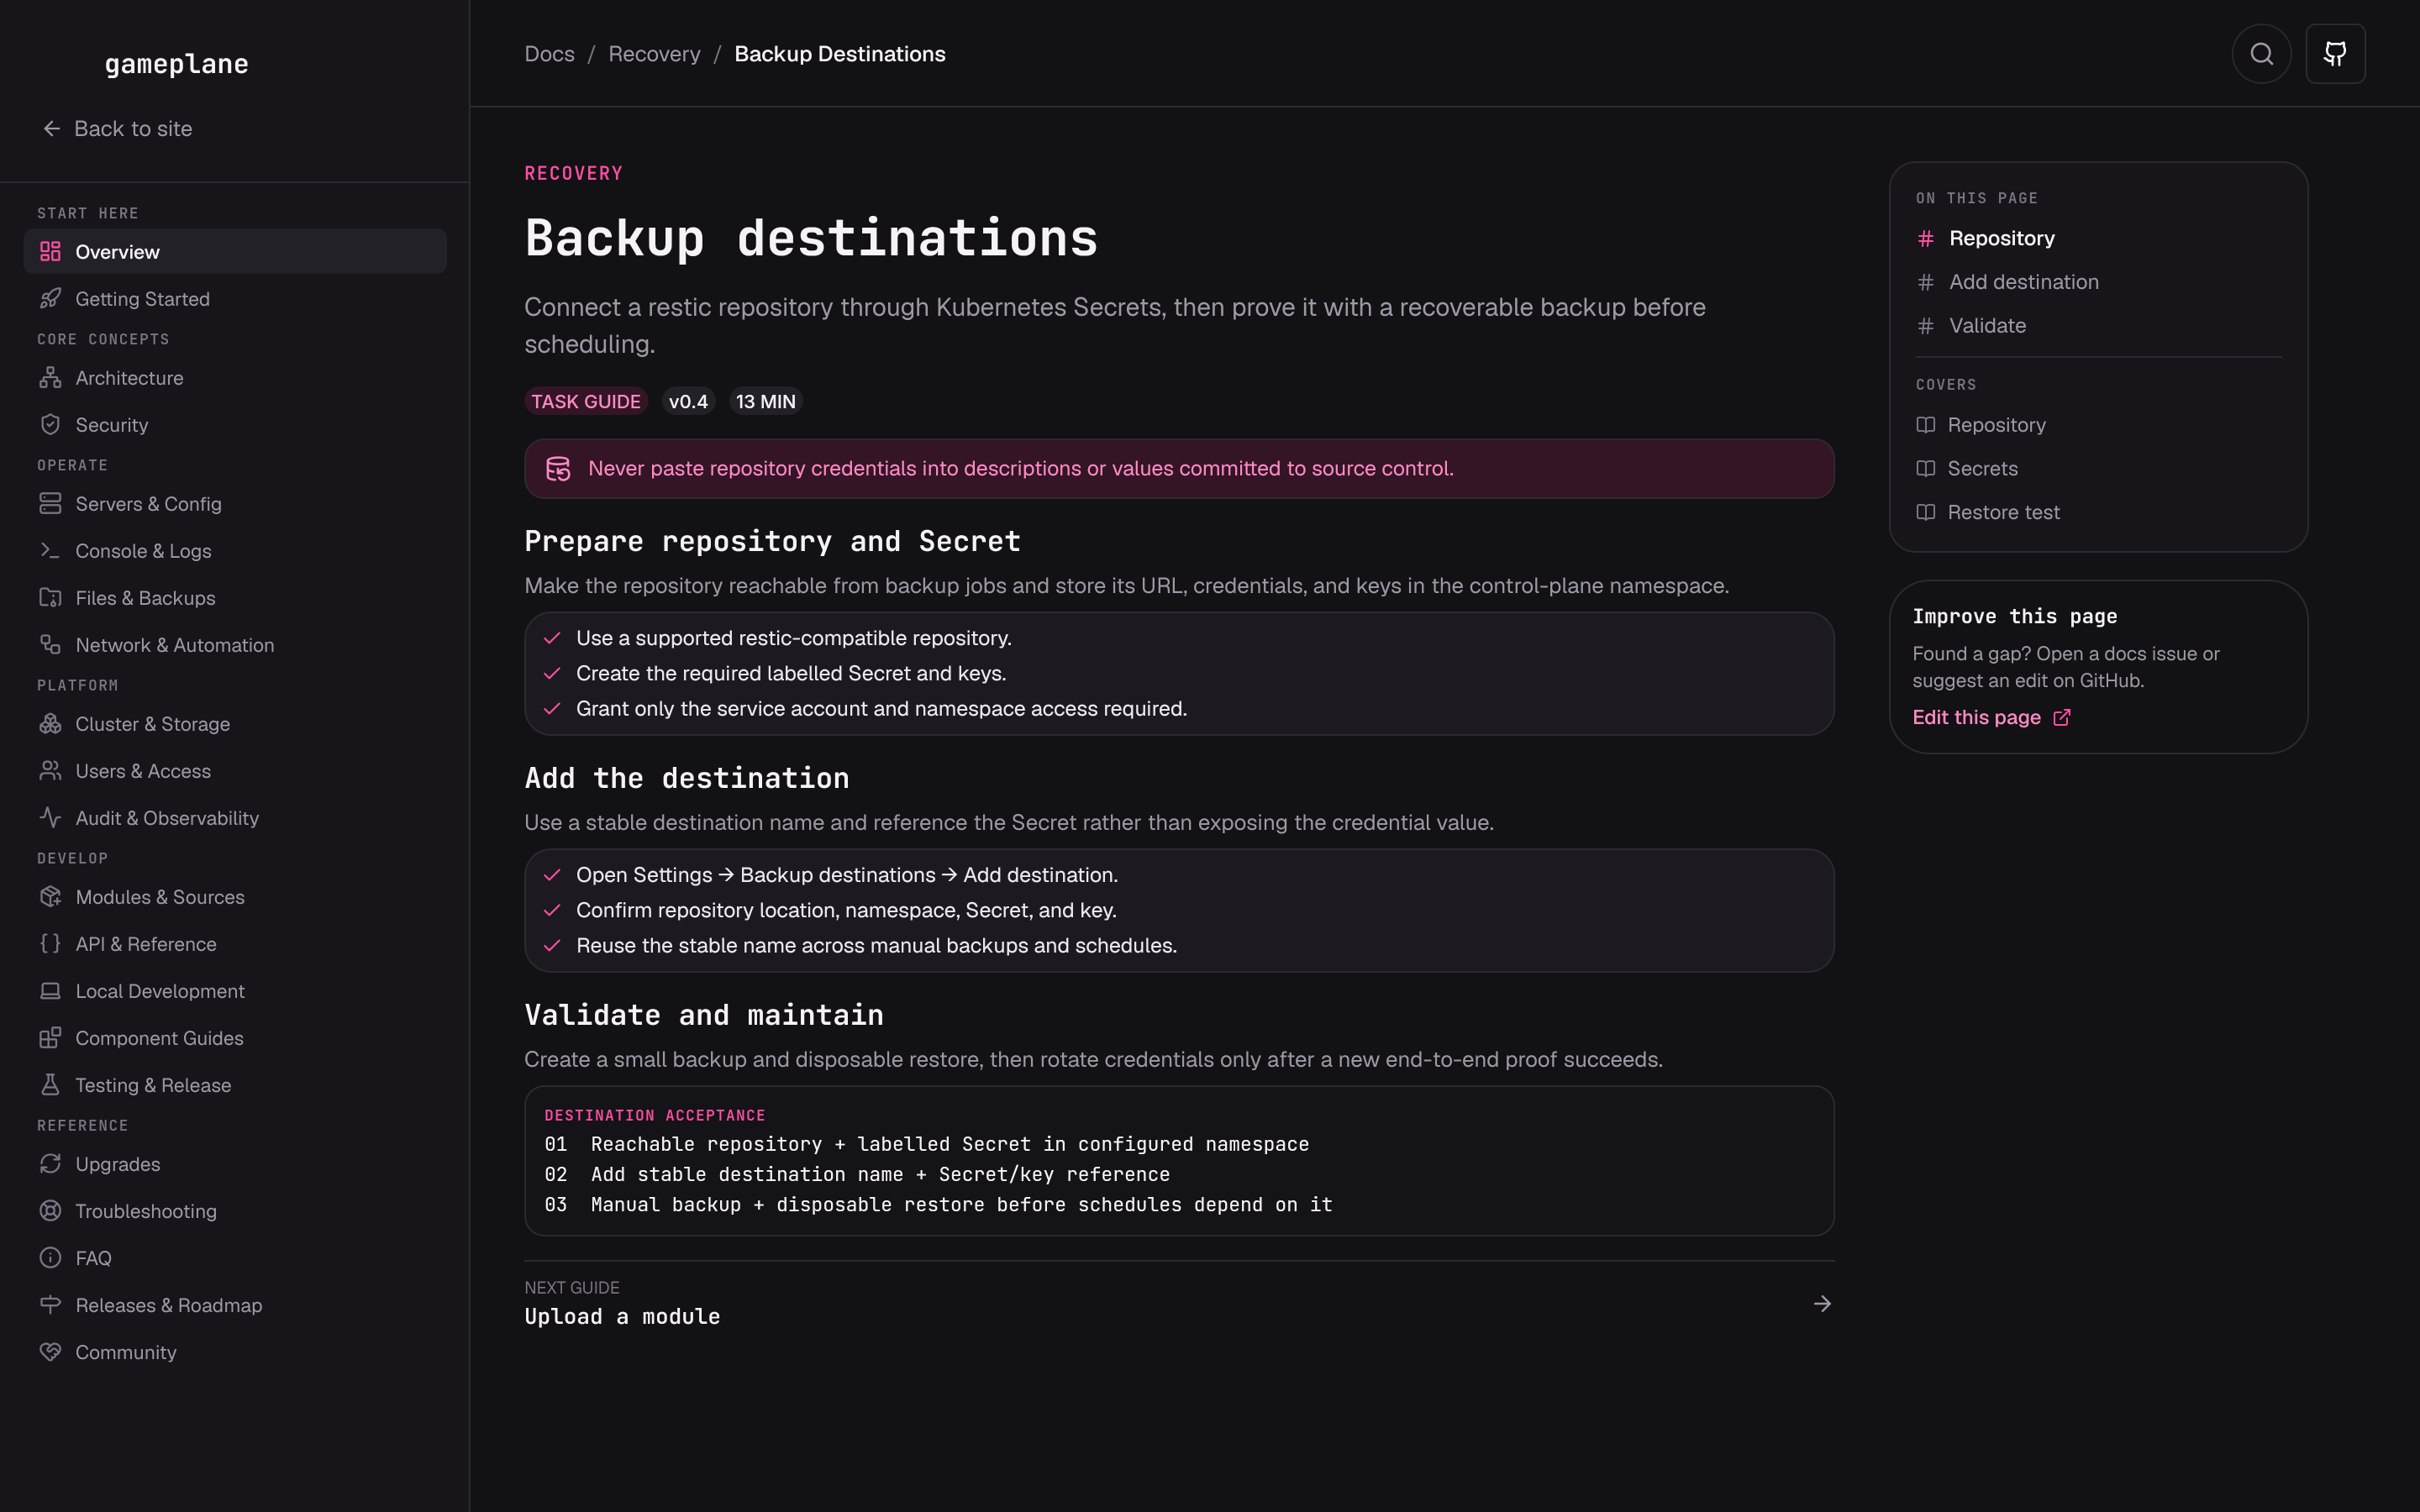 gameplane
Back to site
START HERE
Overview
Getting Started
CORE CONCEPTS
Architecture
Security
OPERATE
Servers & Config
Console & Logs
Files & Backups
Network & Automation
PLATFORM
Cluster & Storage
Users & Access
Audit & Observability
DEVELOP
Modules & Sources
API & Reference
Local Development
Component Guides
Testing & Release
REFERENCE
Upgrades
Troubleshooting
FAQ
Releases & Roadmap
Community
Docs / Recovery / Backup Destinations
RECOVERY
Backup destinations
Connect a restic repository through Kubernetes Secrets, then prove it with a recoverable backup before
scheduling.
TASK GUIDE v0.4 13 MIN
Never paste repository credentials into descriptions or values committed to source control.
Prepare repository and Secret
Make the repository reachable from backup jobs and store its URL, credentials, and keys in the control-plane namespace.
Use a supported restic-compatible repository.
Create the required labelled Secret and keys.
Grant only the service account and namespace access required.
Add the destination
Use a stable destination name and reference the Secret rather than exposing the credential value.
Open Settings → Backup destinations → Add destination.
Confirm repository location, namespace, Secret, and key.
Reuse the stable name across manual backups and schedules.
Validate and maintain
Create a small backup and disposable restore, then rotate credentials only after a new end-to-end proof succeeds.
DESTINATION ACCEPTANCE
01 Reachable repository + labelled Secret in configured namespace
02 Add stable destination name + Secret/key reference
03 Manual backup + disposable restore before schedules depend on it
NEXT GUIDE
Upload a module
ON THIS PAGE
# Repository
# Add destination
# Validate
COVERS
Repository
Secrets
Restore test
Improve this page
Found a gap? Open a docs issue or
suggest an edit on GitHub.
Edit this page